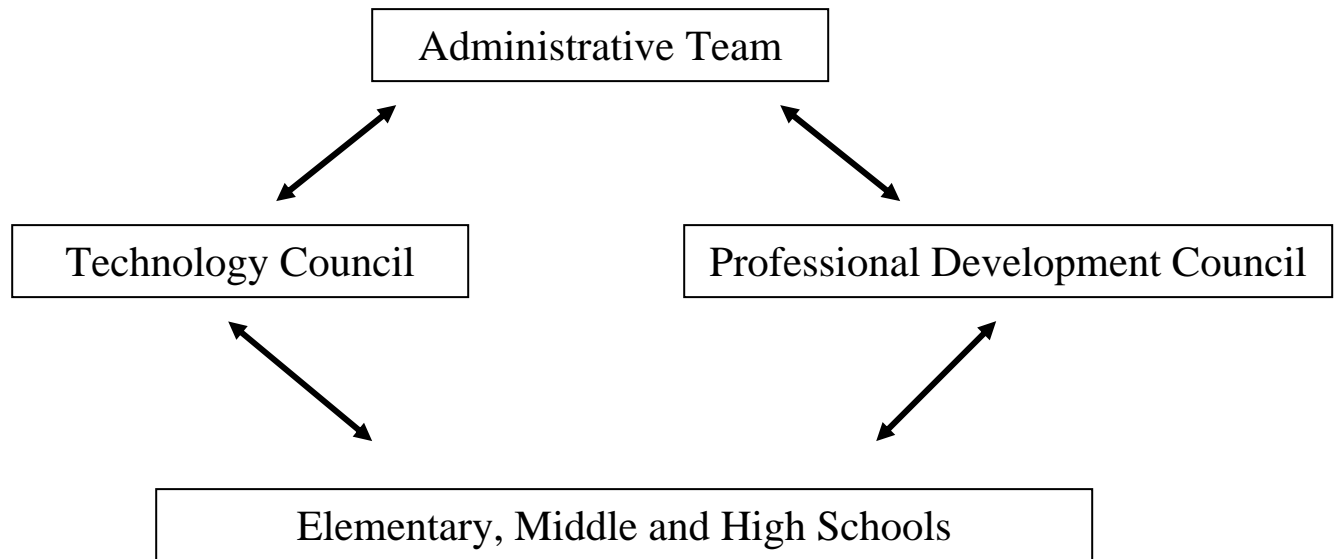 Administrative Team
Technology Council
Professional Development Council
Elementary, Middle and High Schools